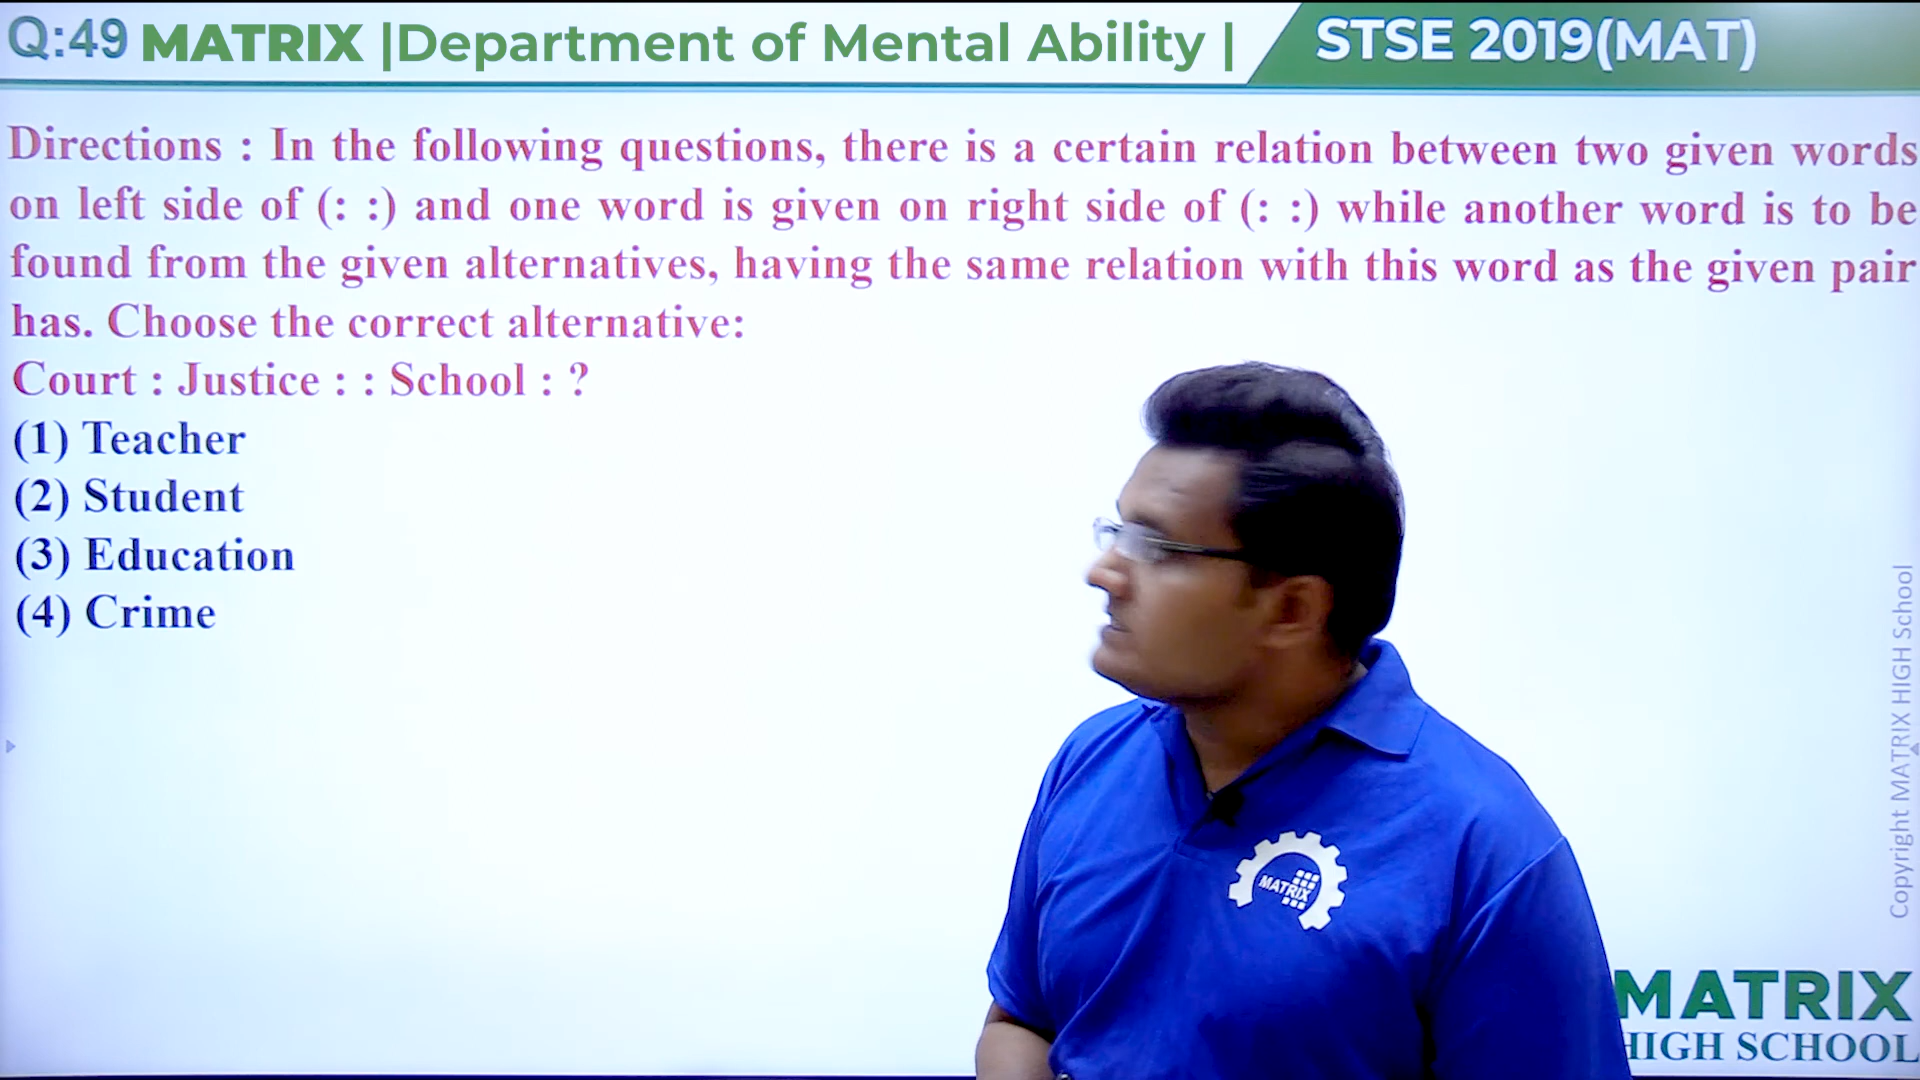 Q:49 MATRIX |Department of Mental Ability | STSE 2019(MAT)
Directions : In the following questions, there is a certain relation between two given words
on left side of (: :) and one word is given on right side of (: :) while another word is to be
found from the given alternatives, having the same relation with this word as the given pair
has. Choose the correct alternative:
Court : Justice : : School : ?
(1) Teacher
(2) Student
(3) Education
(4) Crime
MATRIX
Copyright MATRIX HIGH School
MATRIX
HIGH SCHOOL